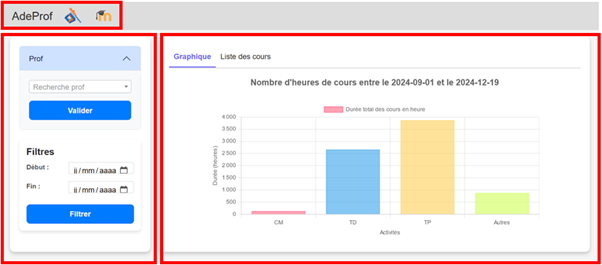 AdeProf
Prof
Recherche prof
Valider
Filtres
Début :
jj/mm/aaaa
Fin :
jj/mm/aaaa
Filtrer
Graphique Liste des cours
Nombre d'heures de cours entre le 2024-09-01 et le 2024-12-19
Durée total des cours en heure
Durée (heures)
4 000
3 500
3 000
2 500
2 000
1 500
1 000
500
0
CM TD TP Autres
Activités